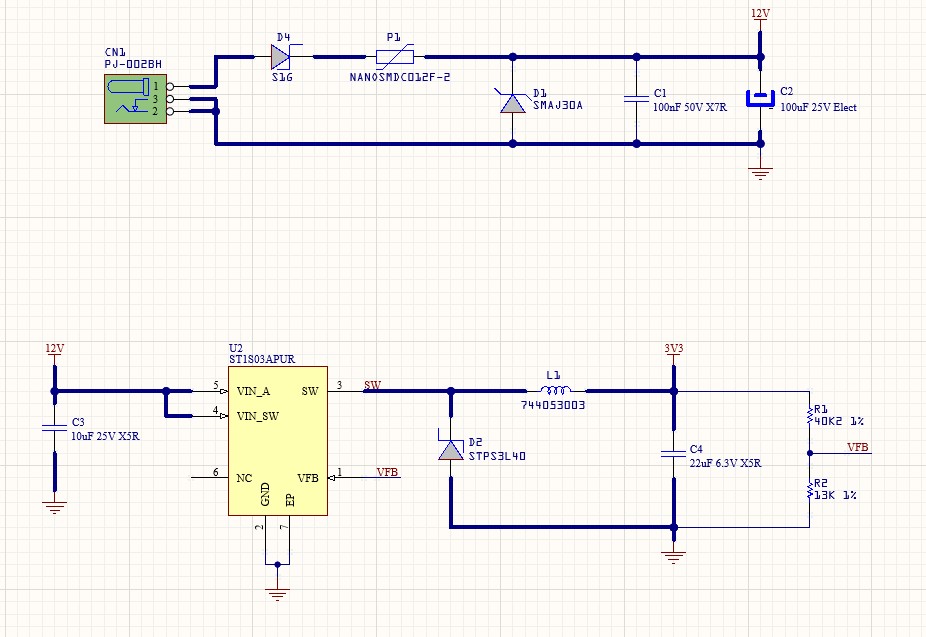 12V
D4
P1
CN1
PJ-002BH
S1G
NANOSMDC012F-2
1
3
2
D1
SMAJ30A
C1
100nF 50V X7R
C2
100uF 25V Elect
12V
U2
ST1S03APUR
3V3
5
VIN_A
SW
3
SW
L1
744053003
4
VIN_SW
C3
10uF 25V X5R
R1
40K2 1%
D2
STPS3L40
C4
22uF 6.3V X5R
VFB
6
NC
VFB
1
VFB
R2
13K 1%
GND
EP
2
7